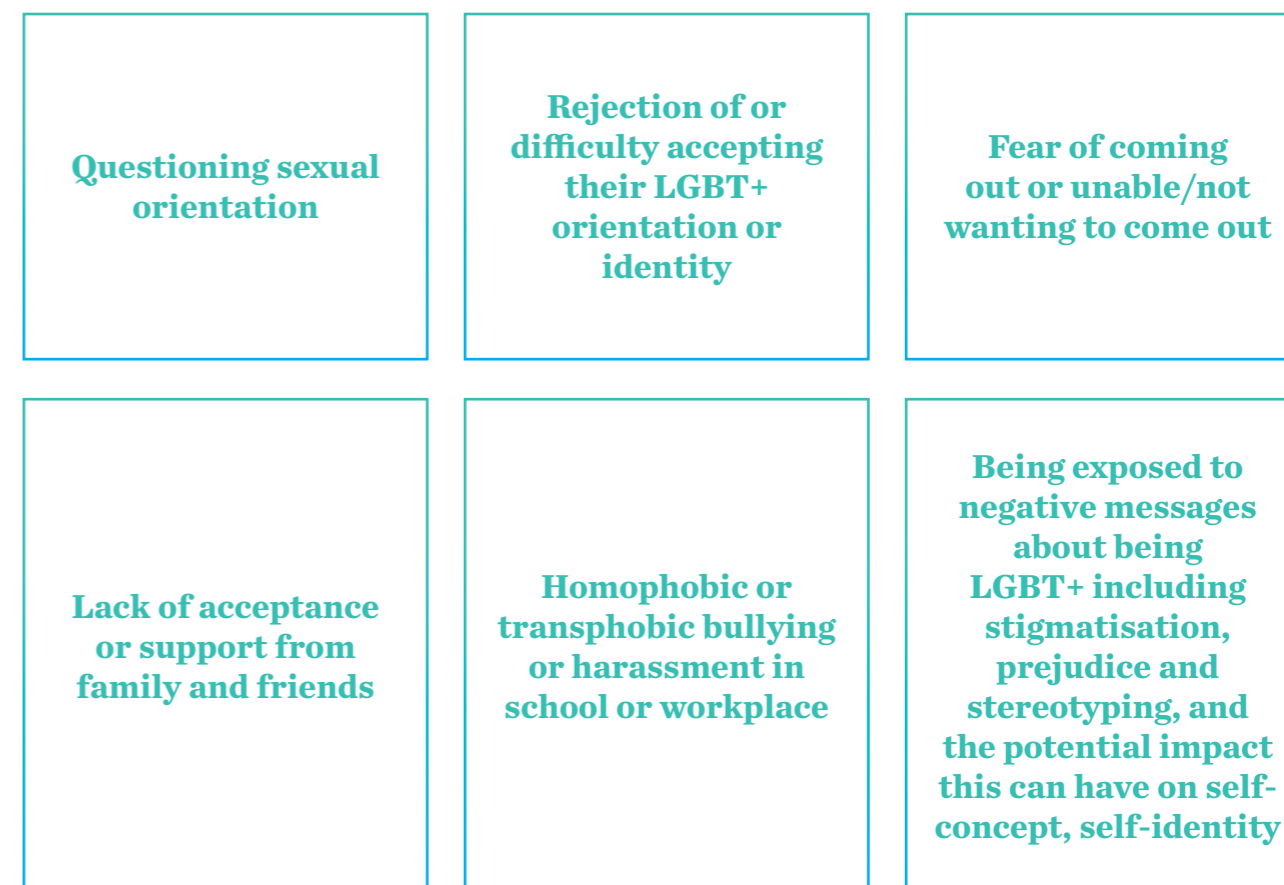 Questioning sexual
orientation
Rejection of or
difficulty accepting
their LGBT+
orientation or
identity
Fear of coming
out or unable/not
wanting to come out
Lack of acceptance
or support from
family and friends
Homophobic or
transphobic bullying
or harassment in
school or workplace
Being exposed to
negative messages
about being
LGBT+ including
stigmatisation,
prejudice and
stereotyping, and
the potential impact
this can have on self-
concept, self-identity